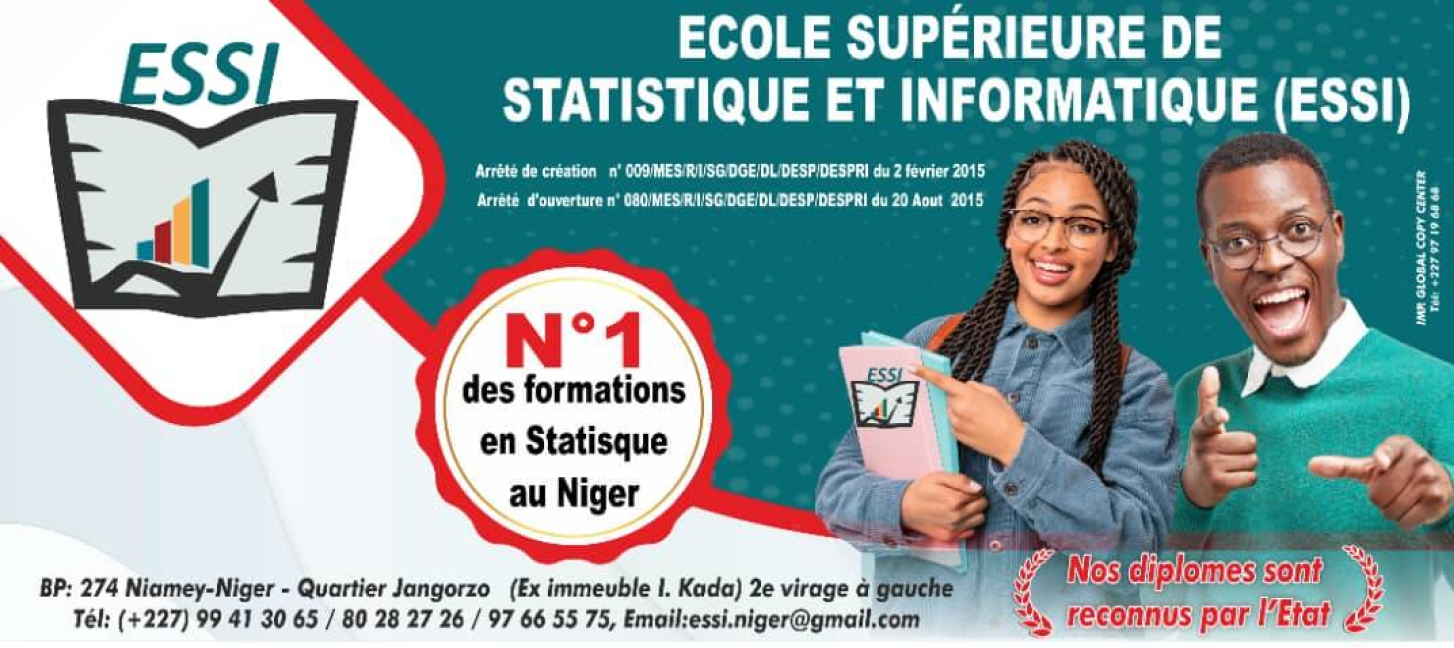 ESSI
ECOLE SUPÉRIEURE DE
STATISTIQUE ET INFORMATIQUE (ESSI)
Arrêté de création n° 009/MES/R/I/SG/DGE/DL/DESP/DESPRI du 2 février 2015
Arrêté d'ouverture n° 080/MES/R/I/SG/DGE/DL/DESP/DESPRI du 20 Aout 2015
IMP. GLOBAL COPY CENTER
Tél: +227 97 19 68 68
N°1
des formations
en Statisque
au Niger
ESSI
BP: 274 Niamey-Niger - Quartier Jangorzo (Ex immeuble I. Kada) 2e virage à gauche
Tél: (+227) 99 41 30 65 / 80 28 27 26 / 97 66 55 75, Email:essi.niger@gmail.com
Nos diplomes sont
reconnus par l'Etat